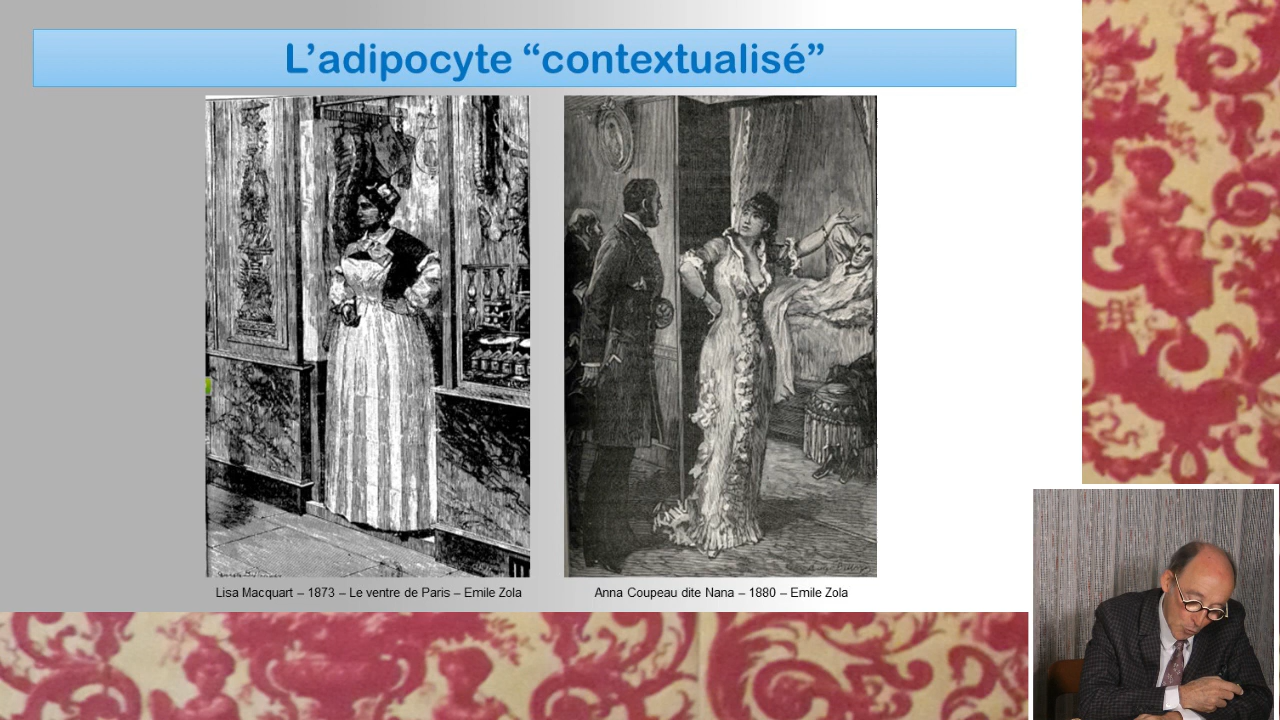 L’adipocyte “contextualisé”
Lisa Macquart – 1873 – Le ventre de Paris – Emile Zola
Anna Coupeau dite Nana – 1880 – Emile Zola